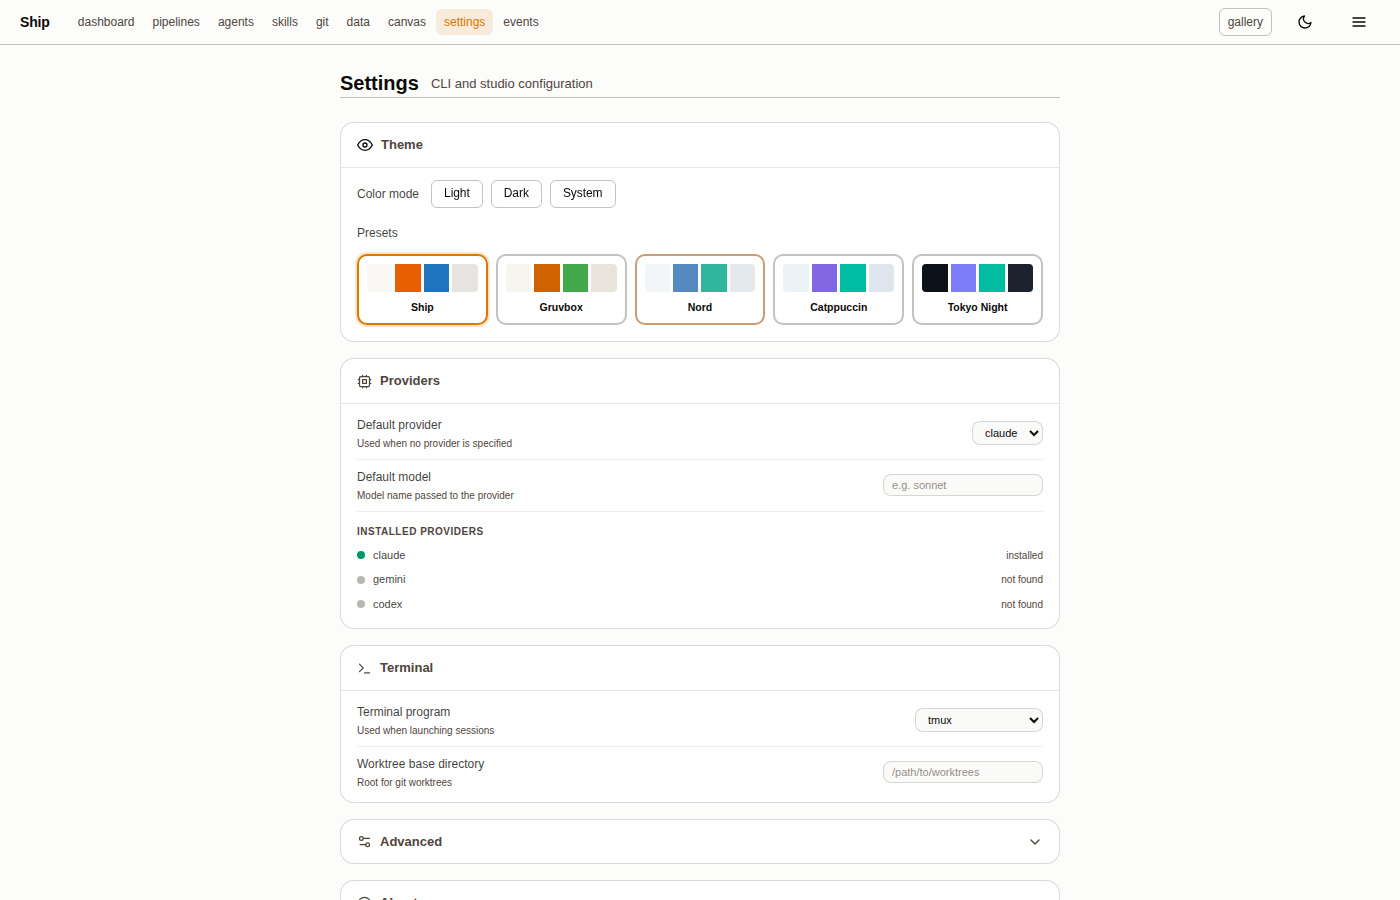 Ship dashboard pipelines agents skills git data canvas settings events gallery
Settings CLI and studio configuration
Theme
Color mode Light Dark System
Presets
Ship Gruvbox Nord Catppuccin Tokyo Night
Providers
Default provider claude
Used when no provider is specified
Default model e.g. sonnet
Model name passed to the provider
INSTALLED PROVIDERS
claude installed
gemini not found
codex not found
Terminal
Terminal program tmux
Used when launching sessions
Worktree base directory /path/to/worktrees
Root for git worktrees
Advanced